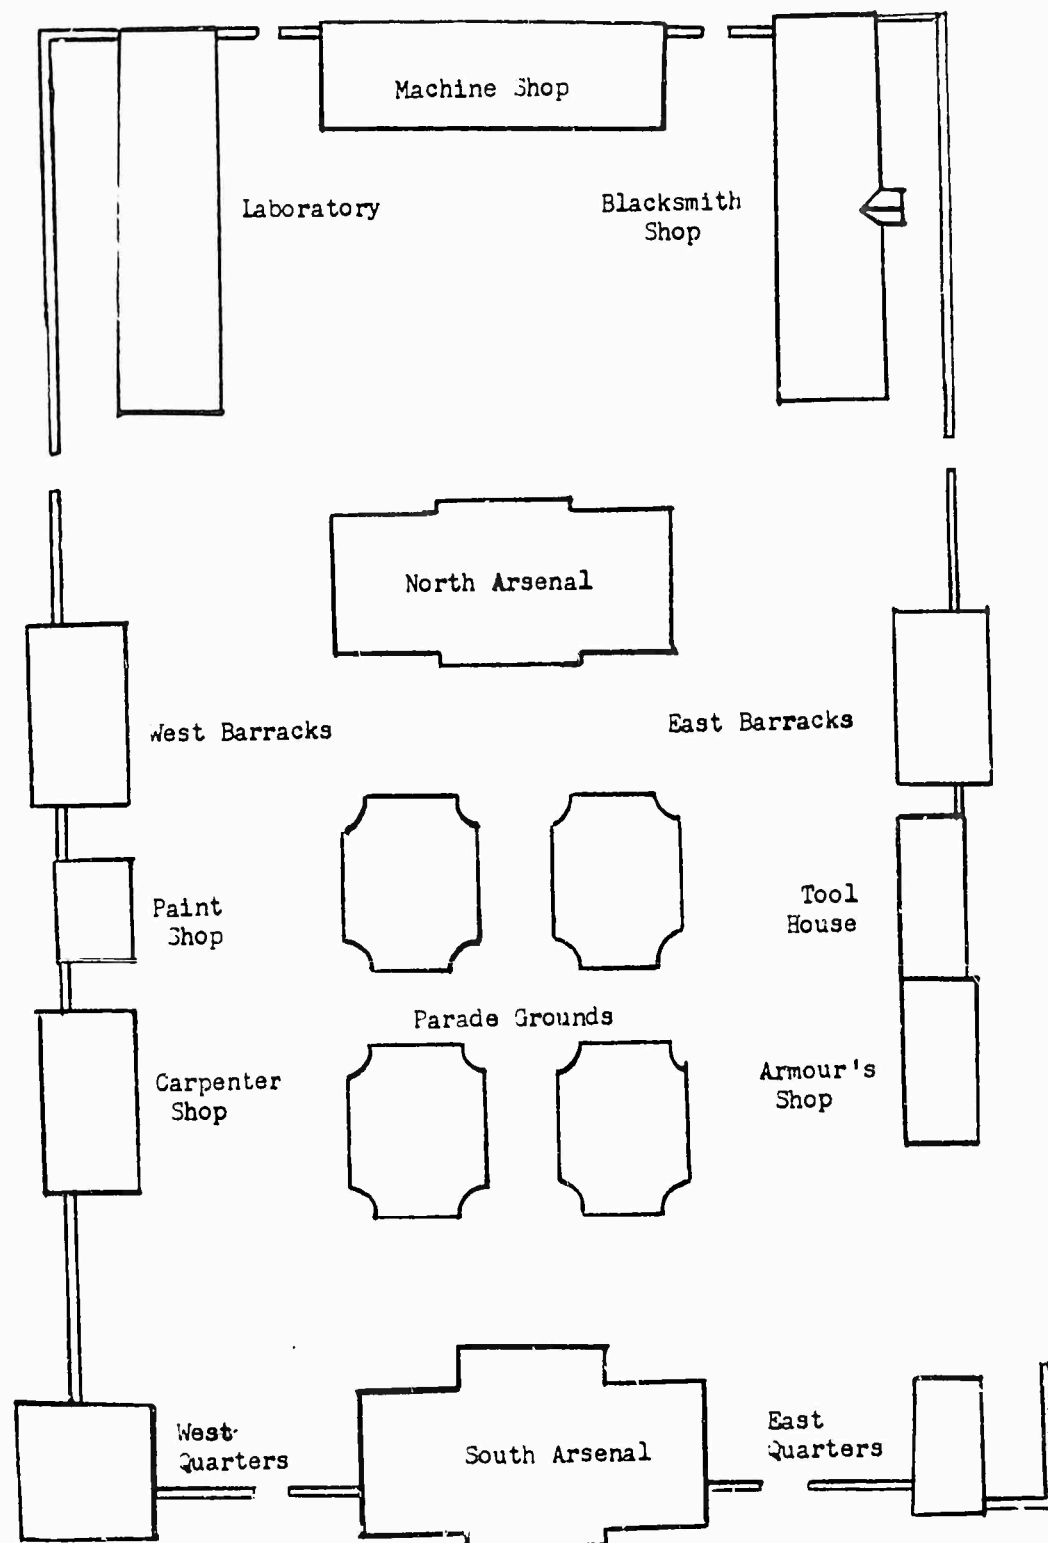 Machine Shop
Laboratory
Blacksmith
Shop
North Arsenal
West Barracks
East Barracks
Paint
Shop
Tool
House
Parade Grounds
Carpenter
Shop
Armour's
Shop
West
Quarters
South Arsenal
East
Quarters